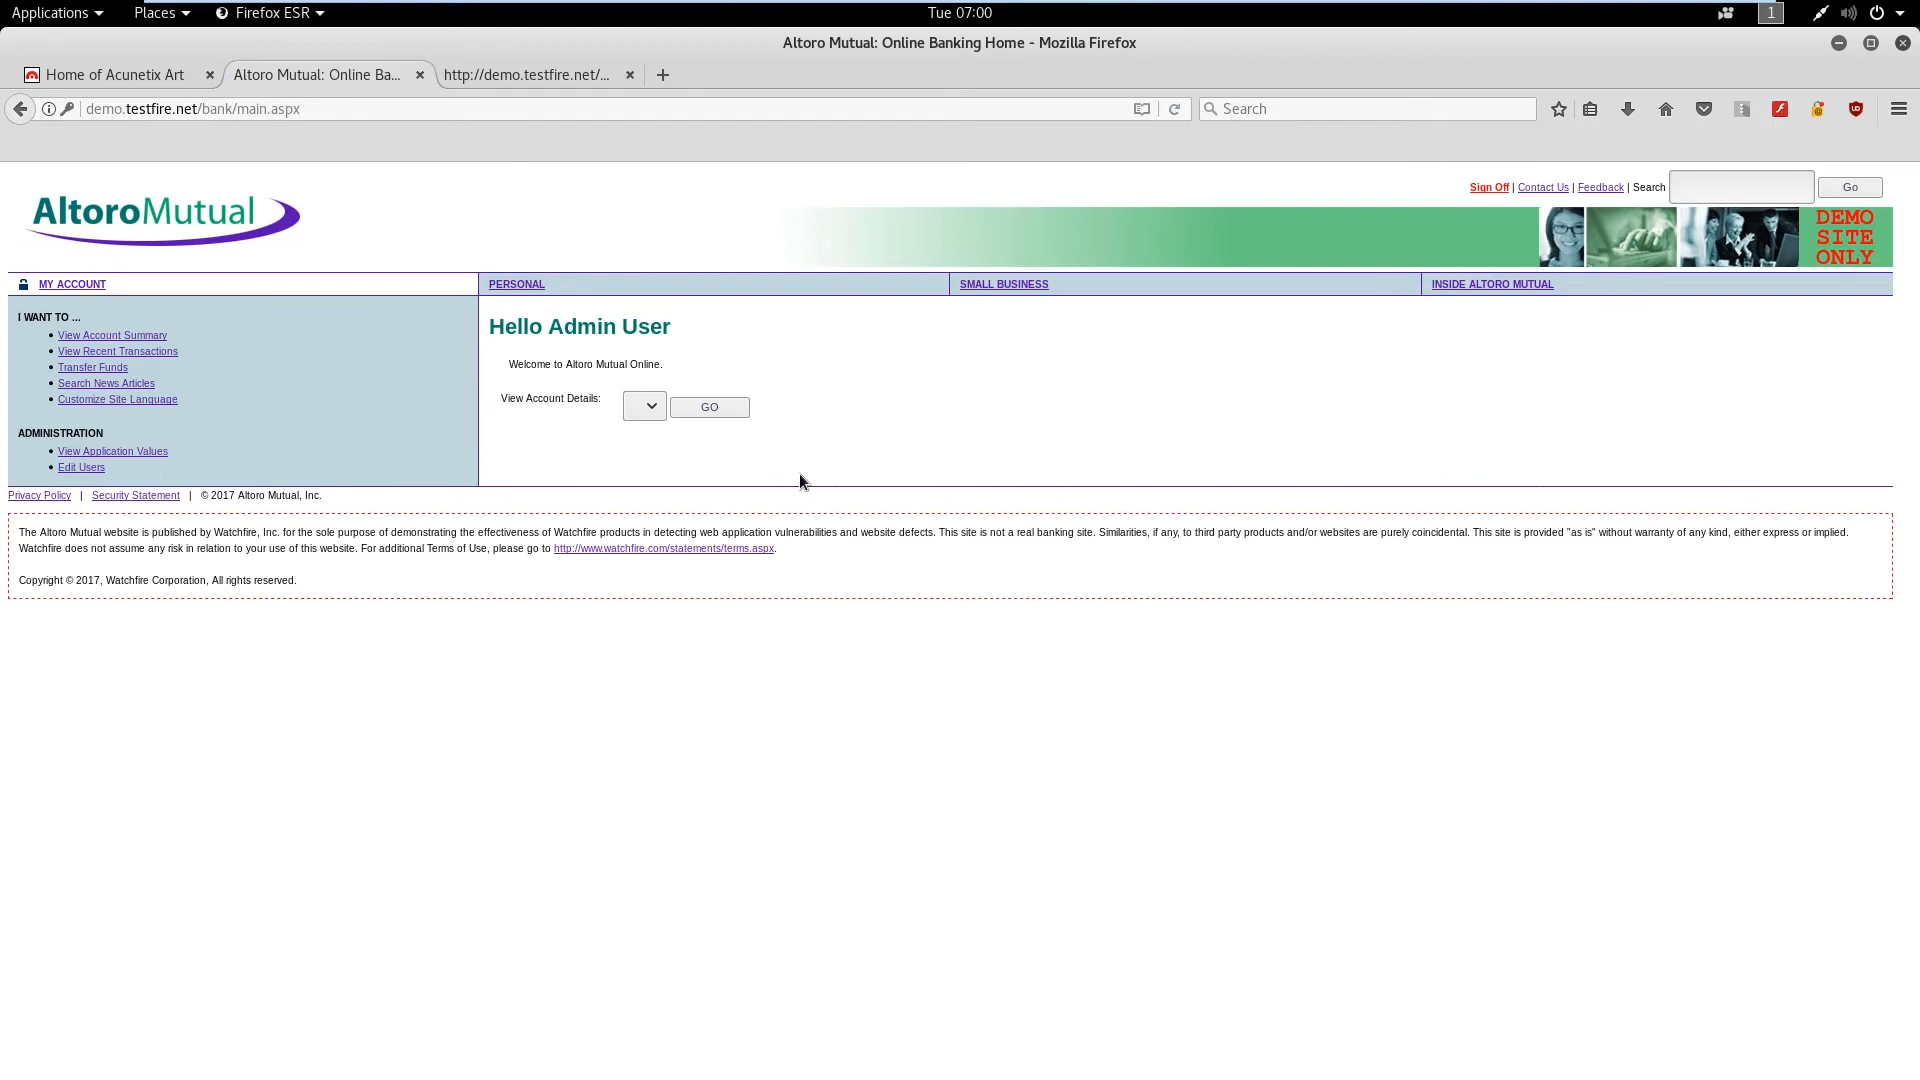 Applications Places Firefox ESR Tue 07:00 1
Altoro Mutual: Online Banking Home - Mozilla Firefox
Home of Acunetix Art Altoro Mutual: Online Ba... http://demo.testfire.net/...
demo.testfire.net/bank/main.aspx Search
Sign Off | Contact Us | Feedback | Search Go
AltoroMutual
DEMO
SITE
ONLY
MY ACCOUNT PERSONAL SMALL BUSINESS INSIDE ALTORO MUTUAL
I WANT TO ...
View Account Summary
View Recent Transactions
Transfer Funds
Search News Articles
Customize Site Language
ADMINISTRATION
View Application Values
Edit Users
Hello Admin User
Welcome to Altoro Mutual Online.
View Account Details: GO
Privacy Policy | Security Statement | © 2017 Altoro Mutual, Inc.
The Altoro Mutual website is published by Watchfire, Inc. for the sole purpose of demonstrating the effectiveness of Watchfire products in detecting web application vulnerabilities and website defects. This site is not a real banking site. Similarities, if any, to third party products and/or websites are purely coincidental. This site is provided "as is" without warranty of any kind, either express or implied.
Watchfire does not assume any risk in relation to your use of this website. For additional Terms of Use, please go to http://www.watchfire.com/statements/terms.aspx.
Copyright © 2017, Watchfire Corporation, All rights reserved.